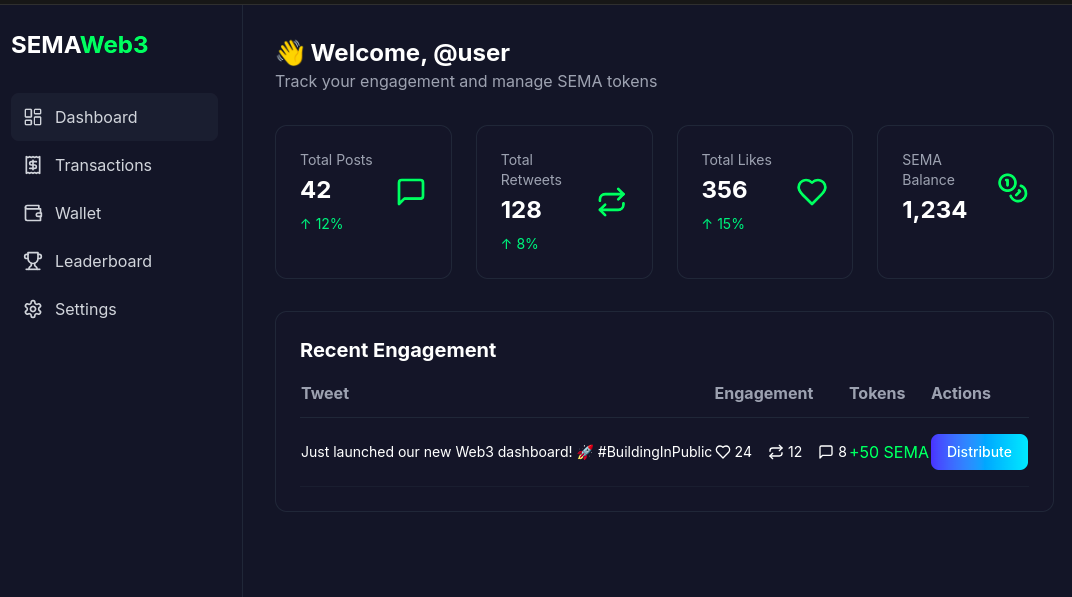 SEMAWeb3
Dashboard
Transactions
Wallet
Leaderboard
Settings
👋 Welcome, @user
Track your engagement and manage SEMA tokens
Total Posts
42
↑ 12%
Total
Retweets
128
↑ 8%
Total Likes
356
↑ 15%
SEMA
Balance
1,234
Recent Engagement
Tweet Engagement Tokens Actions
Just launched our new Web3 dashboard! 🚀 #BuildingInPublic 24 12 8 +50 SEMA Distribute